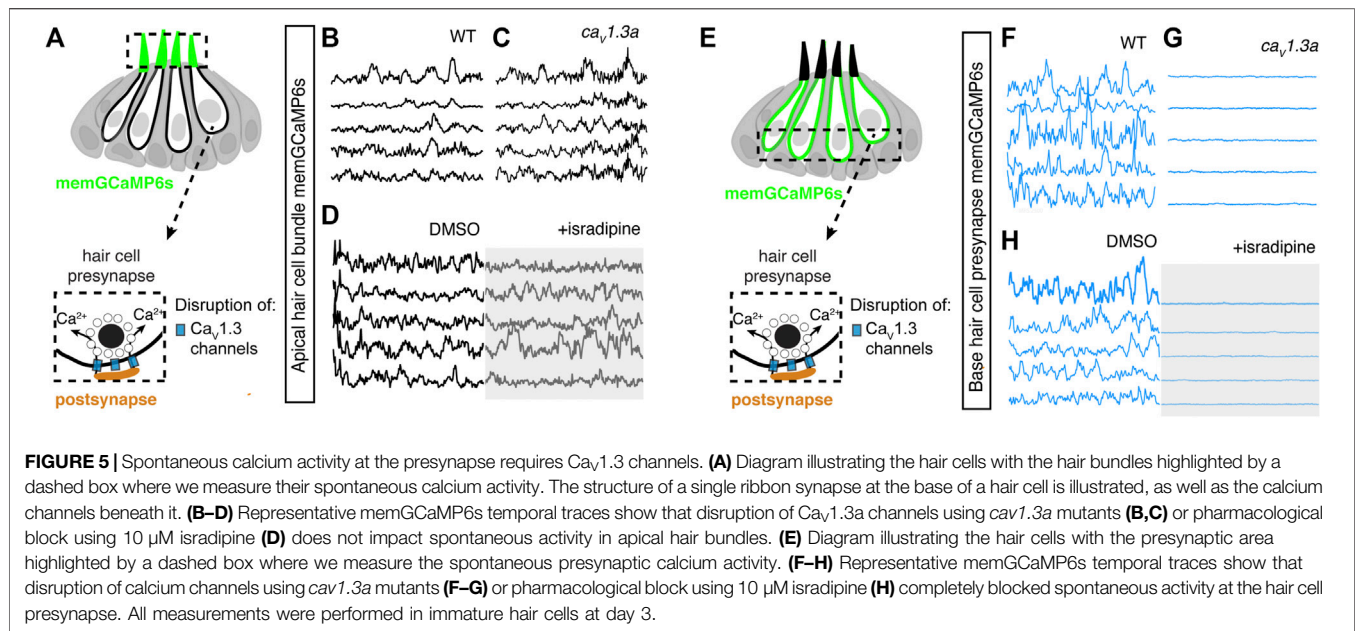 A
memGCaMP6s
hair cell
presynapse
Ca²⁺
Ca²⁺
Disruption of:
Caᵥ1.3
channels
postsynapse
Apical hair cell bundle memGCaMP6s
B
WT
C
caᵥ1.3a
D
DMSO
+isradipine
E
memGCaMP6s
hair cell
presynapse
Ca²⁺
Ca²⁺
Disruption of:
Caᵥ1.3
channels
postsynapse
Base hair cell presynapse memGCaMP6s
F
WT
G
caᵥ1.3a
H
DMSO
+isradipine
FIGURE 5 | Spontaneous calcium activity at the presynapse requires Caᵥ1.3 channels. (A) Diagram illustrating the hair cells with the hair bundles highlighted by a
dashed box where we measure their spontaneous calcium activity. The structure of a single ribbon synapse at the base of a hair cell is illustrated, as well as the calcium
channels beneath it. (B–D) Representative memGCaMP6s temporal traces show that disruption of Caᵥ1.3a channels using cav1.3a mutants (B,C) or pharmacological
block using 10 µM isradipine (D) does not impact spontaneous activity in apical hair bundles. (E) Diagram illustrating the hair cells with the presynaptic area
highlighted by a dashed box where we measure the spontaneous presynaptic calcium activity. (F–H) Representative memGCaMP6s temporal traces show that
disruption of calcium channels using cav1.3a mutants (F–G) or pharmacological block using 10 µM isradipine (H) completely blocked spontaneous activity at the hair cell
presynapse. All measurements were performed in immature hair cells at day 3.